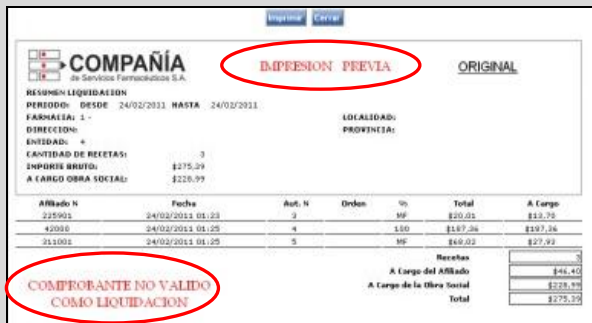 Imprimir Cerrar
COMPAÑÍA
de Servicios Farmacéuticos S.A.
IMPRESION PREVIA
ORIGINAL
RESUMEN LIQUIDACION
PERIODO: DESDE 24/02/2011 HASTA 24/02/2011
FARMACIA: 1 - LOCALIDAD:
DIRECCION: PROVINCIA:
ENTIDAD: 4
CANTIDAD DE RECETAS: 3
IMPORTE BRUTO: $275,39
A CARGO OBRA SOCIAL: $228,99
Afiliado N Fecha Aut. N Orden % Total A Cargo
225901 24/02/2011 01:23 3 MF $20,01 $13,70
42000 24/02/2011 01:25 4 100 $187,36 $187,36
311001 24/02/2011 01:25 5 MF $68,02 $27,93
Recetas 3
A Cargo del Afiliado $46,40
A Cargo de la Obra Social $228,99
Total $275,39
COMPROBANTE NO VALIDO
COMO LIQUIDACION